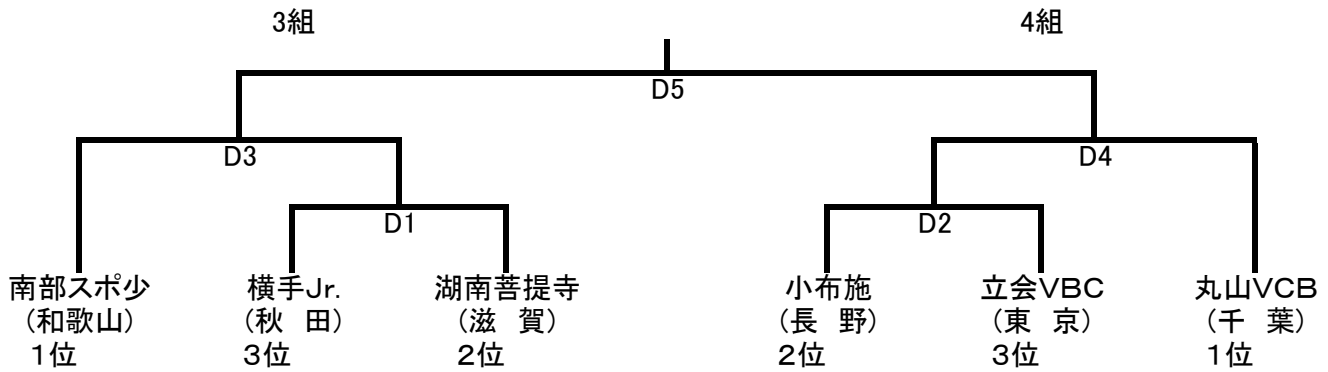 3組 4組
D5
D3 D4
D1 D2
南部スポ少 横手Jr. 湖南菩提寺 小布施 立会VBC 丸山VCB
(和歌山) (秋　田) (滋　賀) (長　野) (東　京) (千　葉)
1位 3位 2位 2位 3位 1位